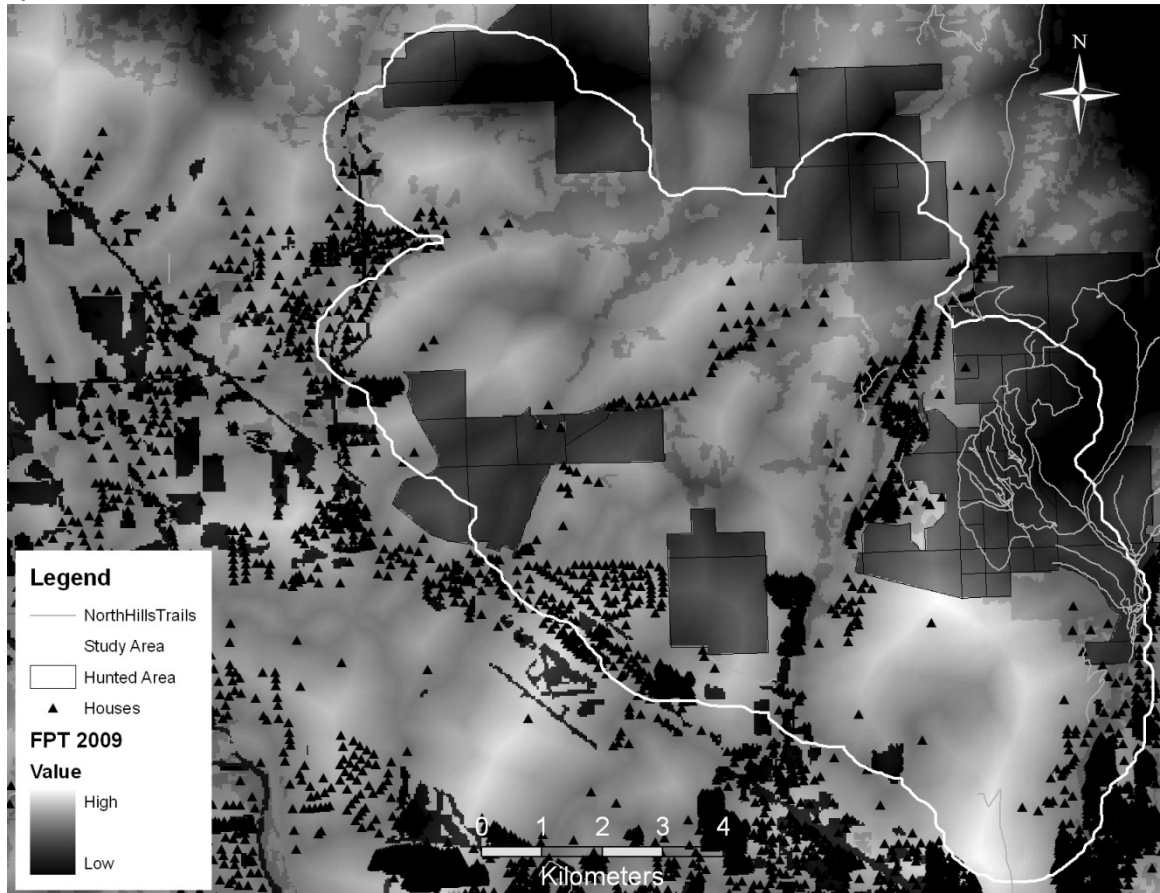 N
Legend
NorthHillsTrails
Study Area
Hunted Area
Houses
FPT 2009
Value
High
Low
0 1 2 3 4
Kilometers